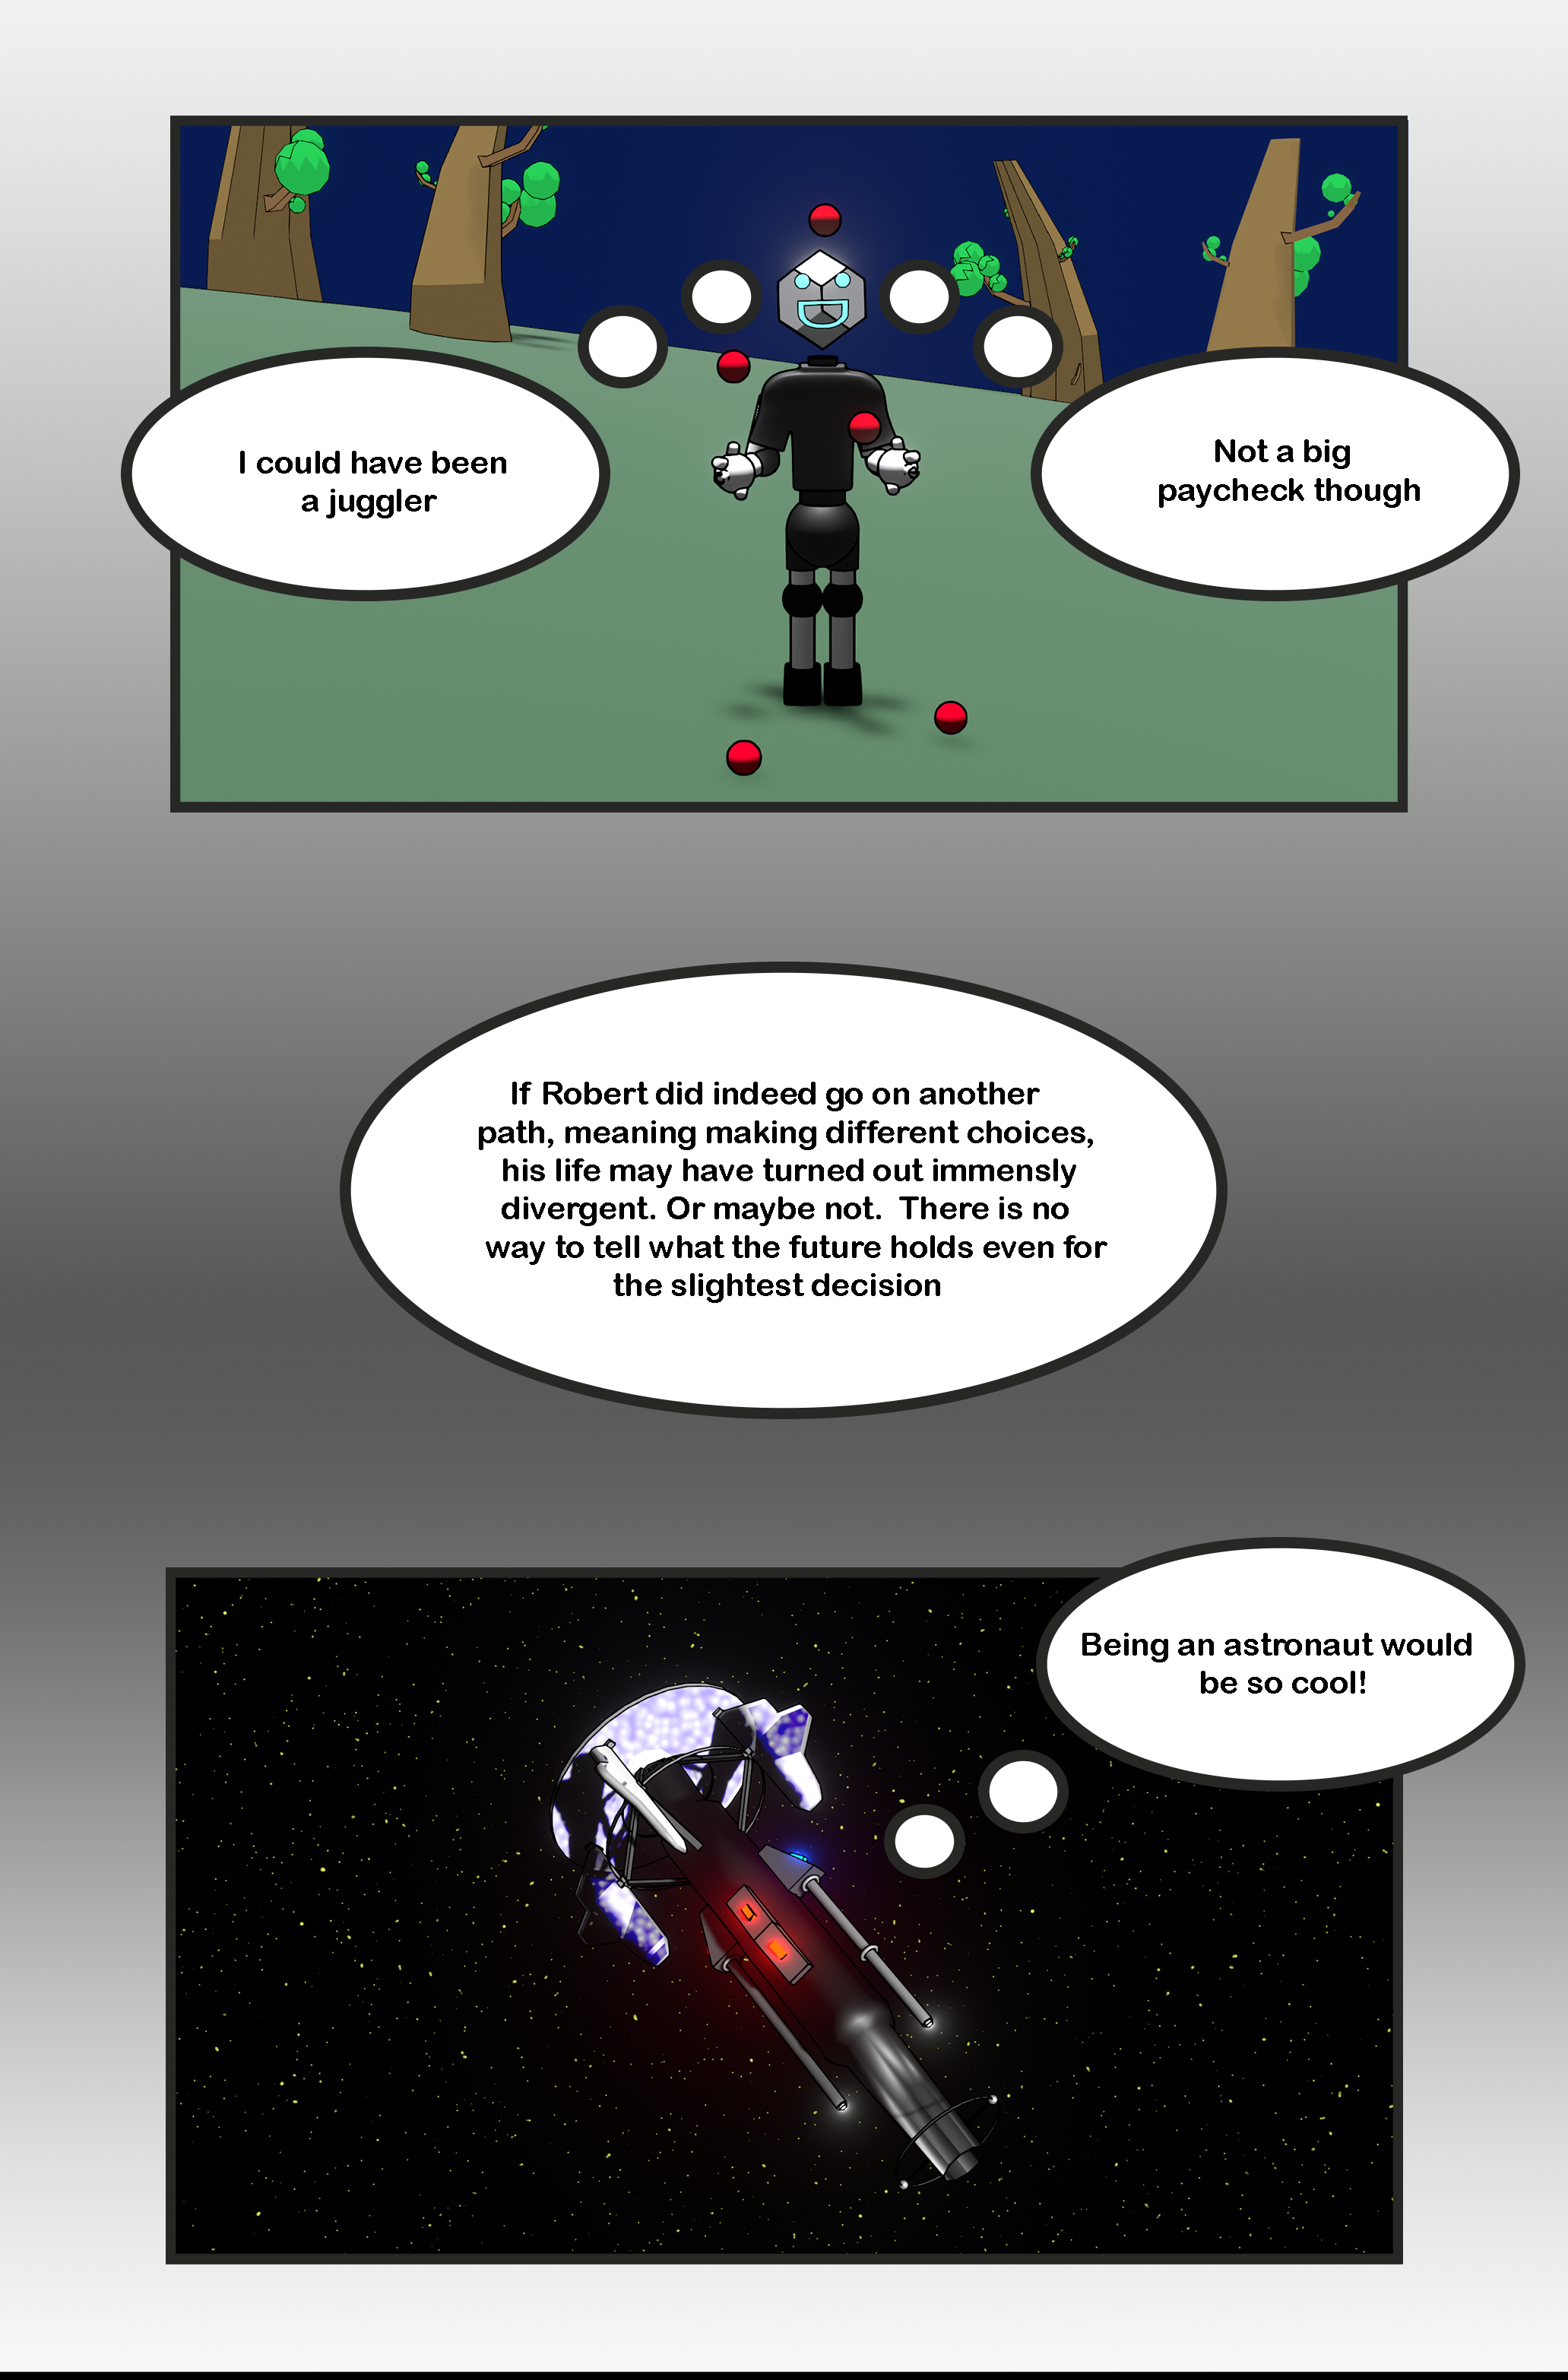 I could have been
a juggler
Not a big
paycheck though
If Robert did indeed go on another
path, meaning making different choices,
his life may have turned out immensly
divergent. Or maybe not.  There is no
way to tell what the future holds even for
the slightest decision
Being an astronaut would
be so cool!